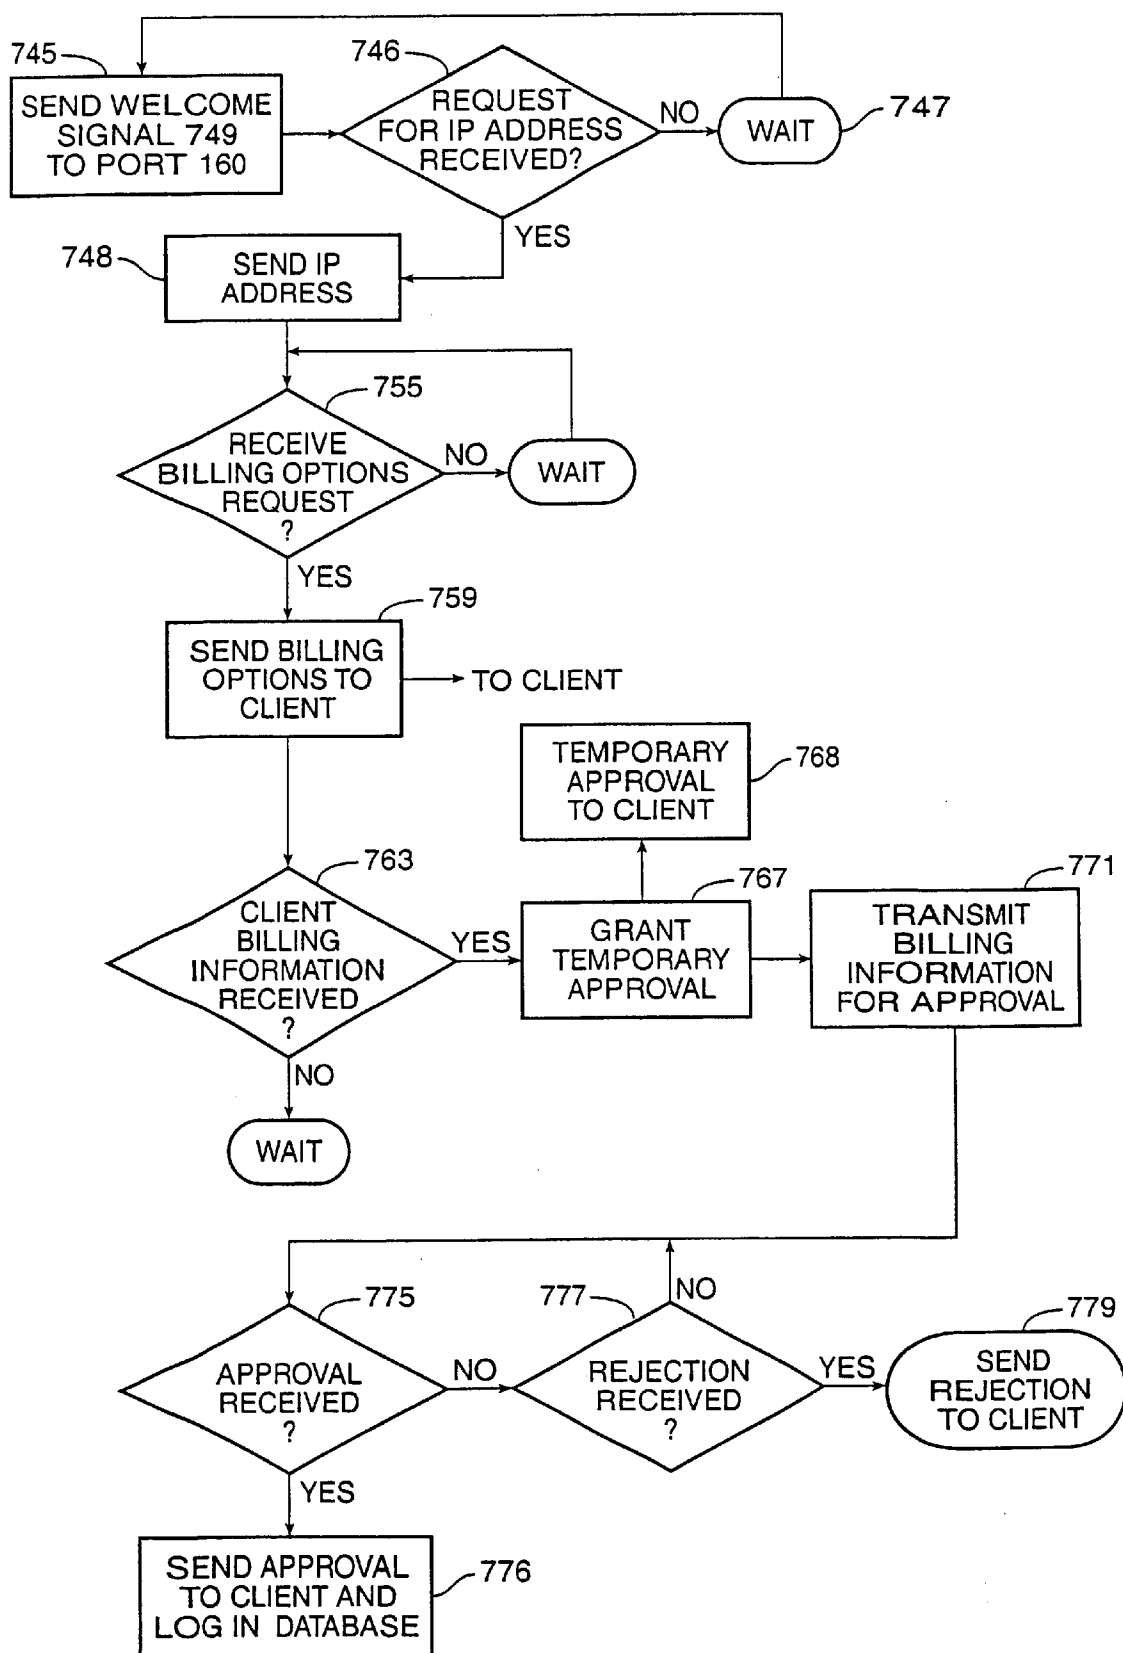 745
SEND WELCOME
SIGNAL 749
TO PORT 160
746
REQUEST
FOR IP ADDRESS
RECEIVED?
NO
WAIT
747
YES
748
SEND IP
ADDRESS
755
RECEIVE
BILLING OPTIONS
REQUEST
?
NO
WAIT
YES
759
SEND BILLING
OPTIONS TO
CLIENT
TO CLIENT
TEMPORARY
APPROVAL
TO CLIENT
768
763
CLIENT
BILLING
INFORMATION
RECEIVED
?
YES
767
GRANT
TEMPORARY
APPROVAL
771
TRANSMIT
BILLING
INFORMATION
FOR APPROVAL
NO
WAIT
775
APPROVAL
RECEIVED
?
NO
777
REJECTION
RECEIVED
?
NO
YES
779
SEND
REJECTION
TO CLIENT
YES
SEND APPROVAL
TO CLIENT AND
LOG IN DATABASE
776